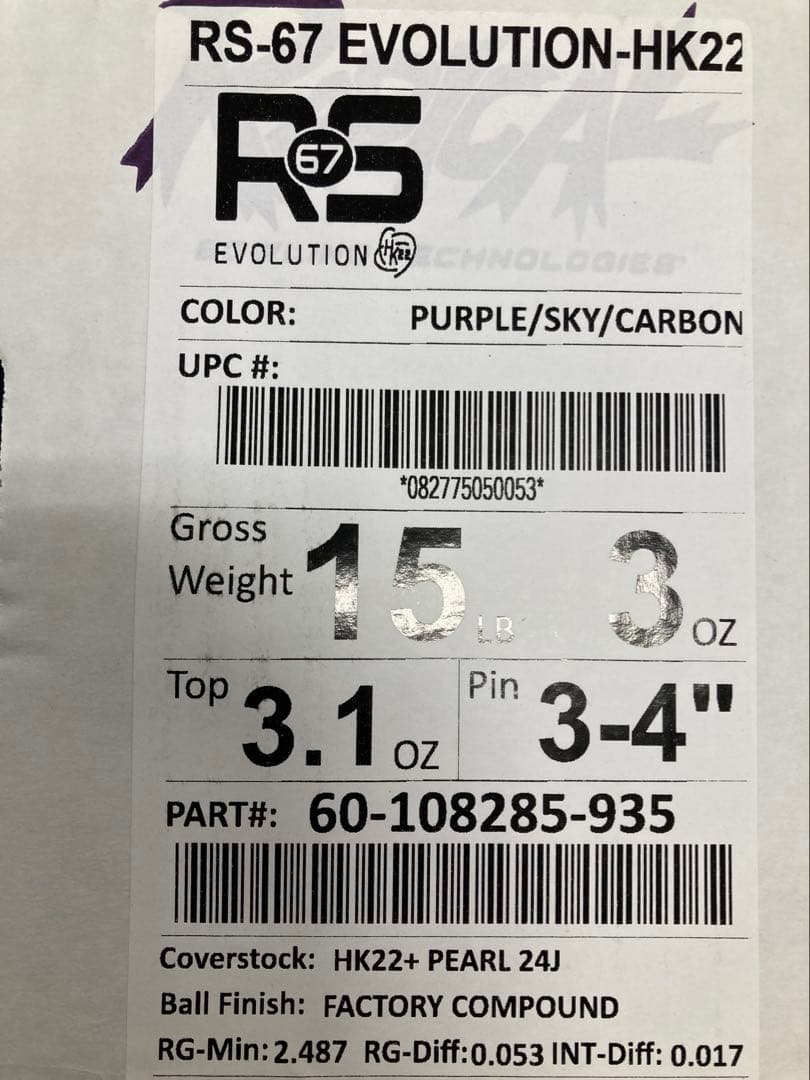 RS-67 EVOLUTION-HK22
RS
67
EVOLUTION HK22
TECHNOLOGIES
COLOR: PURPLE/SKY/CARBON
UPC #:
*082775050053*
Gross
Weight 15 LB 3 OZ
Top 3.1 OZ Pin 3-4"
PART#: 60-108285-935
Coverstock: HK22+ PEARL 24J
Ball Finish: FACTORY COMPOUND
RG-Min: 2.487 RG-Diff:0.053 INT-Diff: 0.017